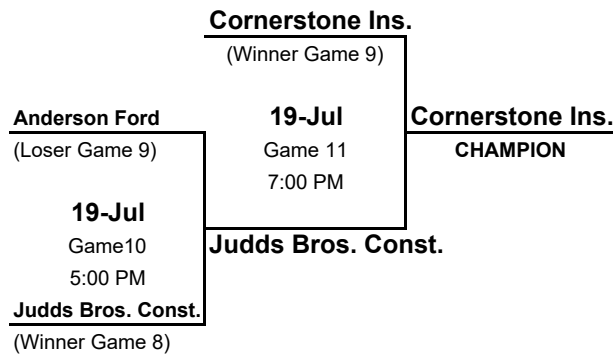 Cornerstone Ins.
(Winner Game 9)
Anderson Ford
19-Jul
Cornerstone Ins.
(Loser Game 9)
Game 11
CHAMPION
7:00 PM
19-Jul
Game10
Judds Bros. Const.
5:00 PM
Judds Bros. Const.
(Winner Game 8)